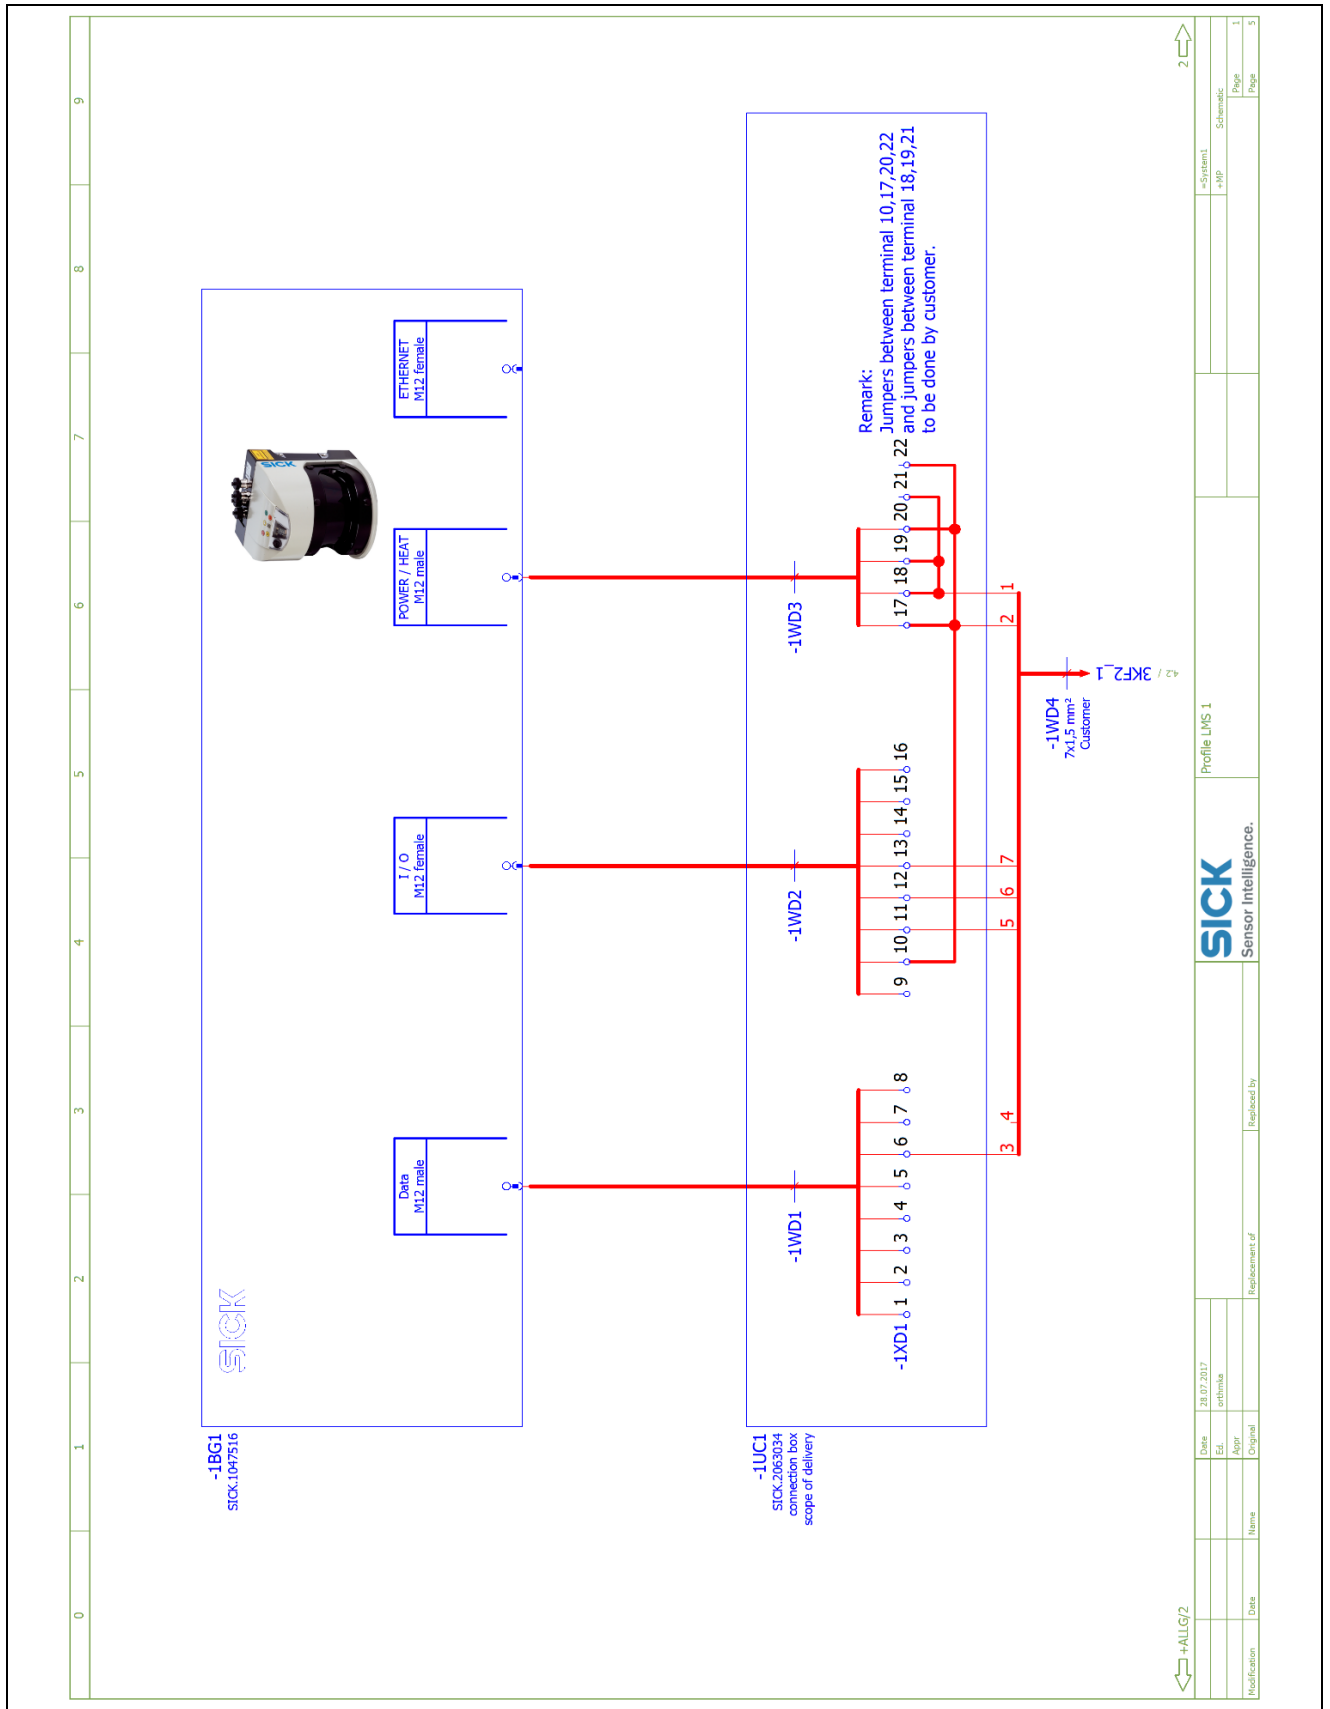 0
1
2
3
4
5
6
7
8
9
-1BG1
SICK.1047516
SICK
SICK
Data
M12 male
I / O
M12 female
POWER / HEAT
M12 male
ETHERNET
M12 female
-1UC1
SICK.2063034
connection box
scope of delivery
-1WD1
-1WD2
-1WD3
Remark:
Jumpers between terminal 10,17,20,22
and jumpers between terminal 18,19,21
to be done by customer.
-1XD1
1
2
3
4
5
6
7
8
9
10
11
12
13
14
15
16
17
18
19
20
21
22
3
4
5
6
7
2
1
-1WD4
7x1,5 mm²
Customer
3KF2_1
/ 4.2
+ALLG/2
2
Modification
Date
Name
Date
28.07.2017
Ed.
orthmka
Appr
Original
Replacement of
Replaced by
SICK
Sensor Intelligence.
Profile LMS 1
=System1
+MP
Schematic
Page
1
Page
5